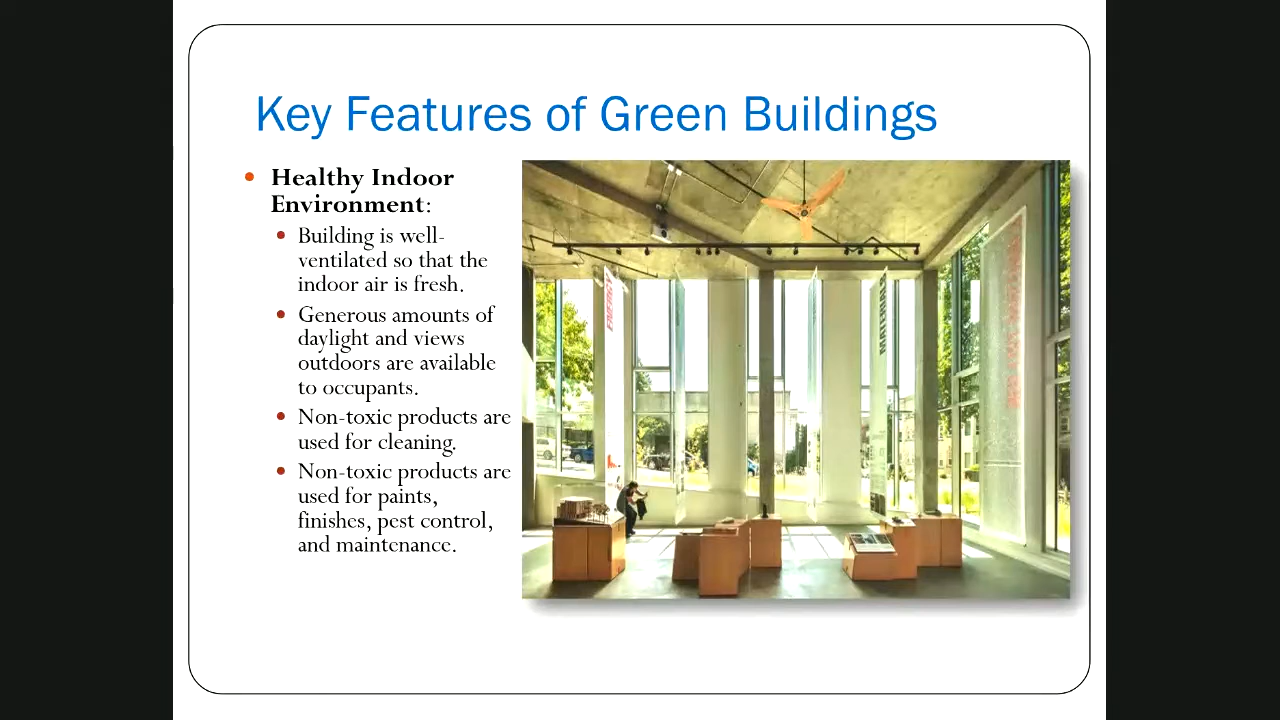 Key Features of Green Buildings
• Healthy Indoor
Environment:
• Building is well-
ventilated so that the
indoor air is fresh.
• Generous amounts of
daylight and views
outdoors are available
to occupants.
• Non-toxic products are
used for cleaning.
• Non-toxic products are
used for paints,
finishes, pest control,
and maintenance.
ENERGY